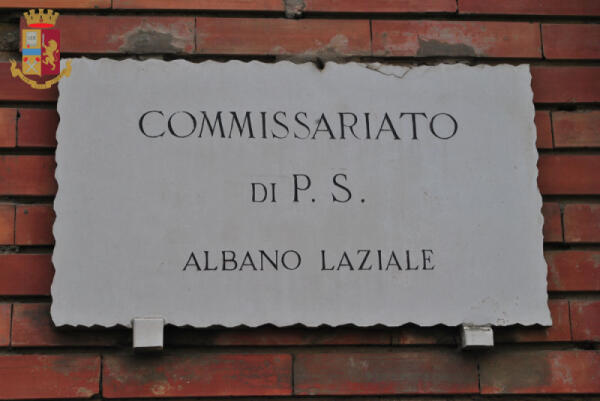 COMMISSARIATO
DI P. S.
ALBANO LAZIALE